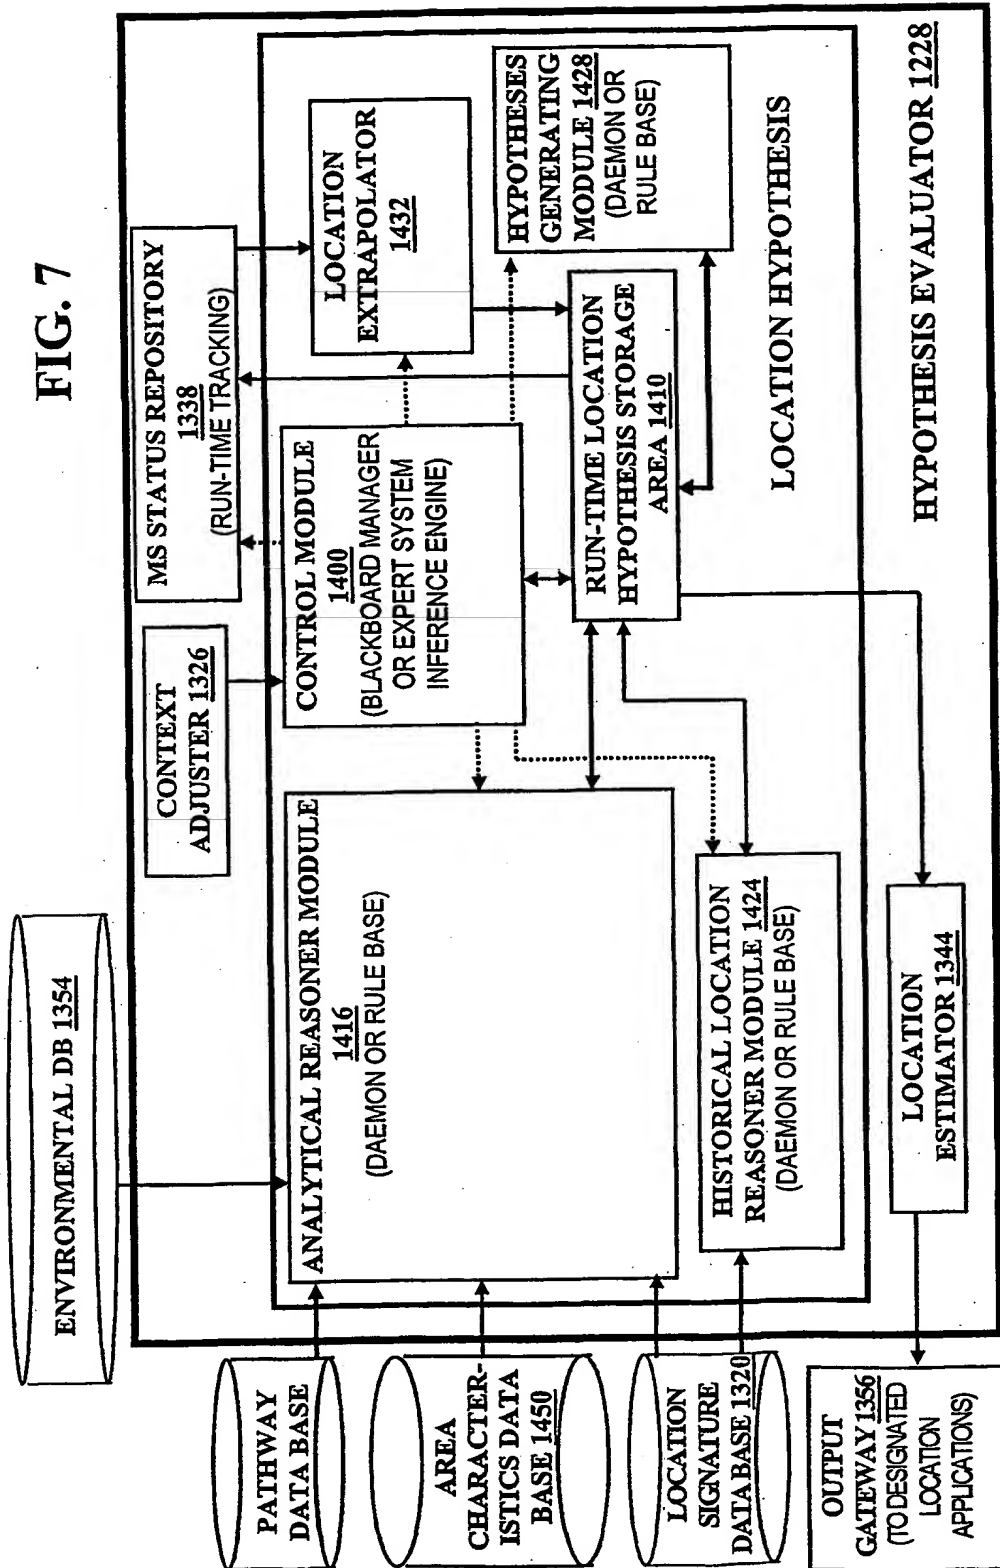 FIG. 7
ENVIRONMENTAL DB 1354
CONTEXT
ADJUSTER 1326
MS STATUS REPOSITORY
1338
(RUN-TIME TRACKING)
PATHWAY
DATA BASE
AREA
CHARACTER-
ISTICS DATA
BASE 1450
LOCATION
SIGNATURE
DATA BASE 1320
ANALYTICAL REASONER MODULE
1416
(DAEMON OR RULE BASE)
CONTROL MODULE
1400
(BLACKBOARD MANAGER
OR EXPERT SYSTEM
INFERENCE ENGINE)
LOCATION
EXTRAPOLATOR
1432
HYPOTHESES
GENERATING
MODULE 1428
(DAEMON OR
RULE BASE)
RUN-TIME LOCATION
HYPOTHESIS STORAGE
AREA 1410
HISTORICAL LOCATION
REASONER MODULE 1424
(DAEMON OR RULE BASE)
LOCATION HYPOTHESIS
LOCATION
ESTIMATOR 1344
HYPOTHESIS EVALUATOR 1228
OUTPUT
GATEWAY 1356
(TO DESIGNATED
LOCATION
APPLICATIONS)